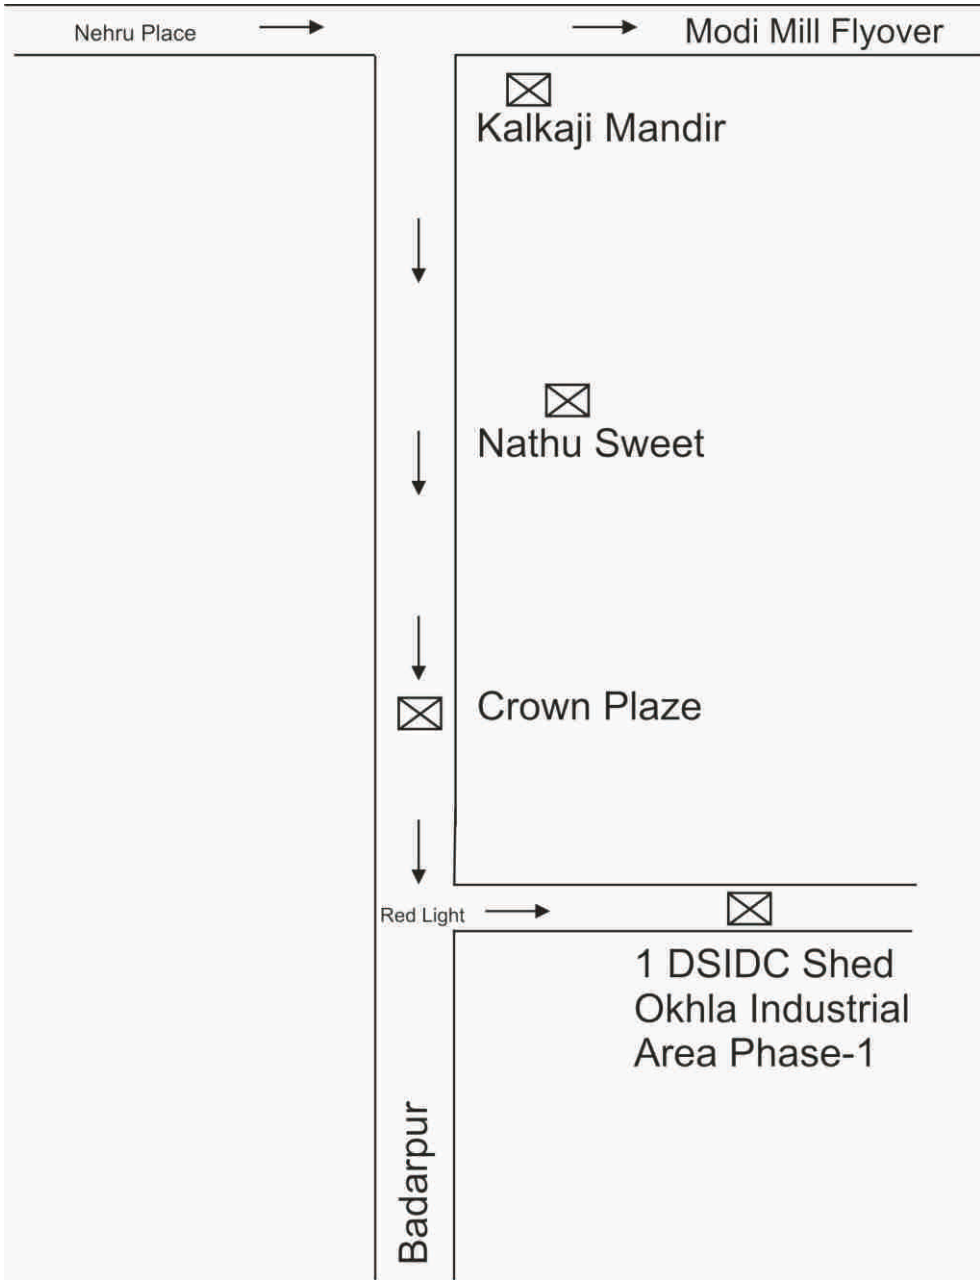 Nehru Place
Modi Mill Flyover
Kalkaji Mandir
Nathu Sweet
Crown Plaze
Red Light
1 DSIDC Shed
Okhla Industrial
Area Phase-1
Badarpur